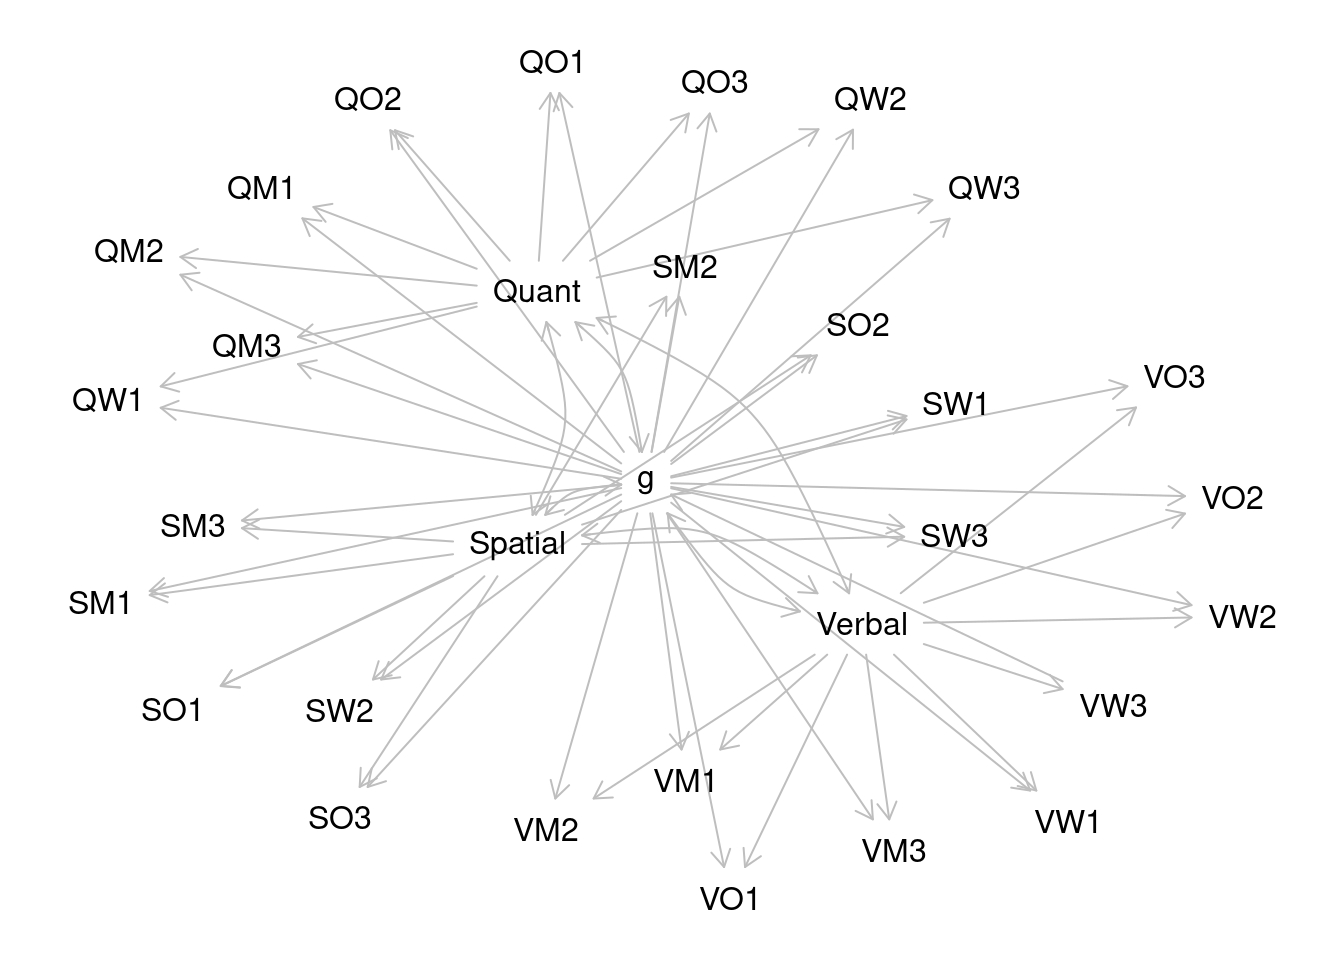 QO1
QO3
QO2
QW2
QM1
QW3
QM2
SM2
Quant
SO2
QM3
VO3
QW1
SW1
g
VO2
SM3
SW3
Spatial
SM1
VW2
Verbal
SO1
SW2
VW3
VM1
SO3
VW1
VM2
VM3
VO1